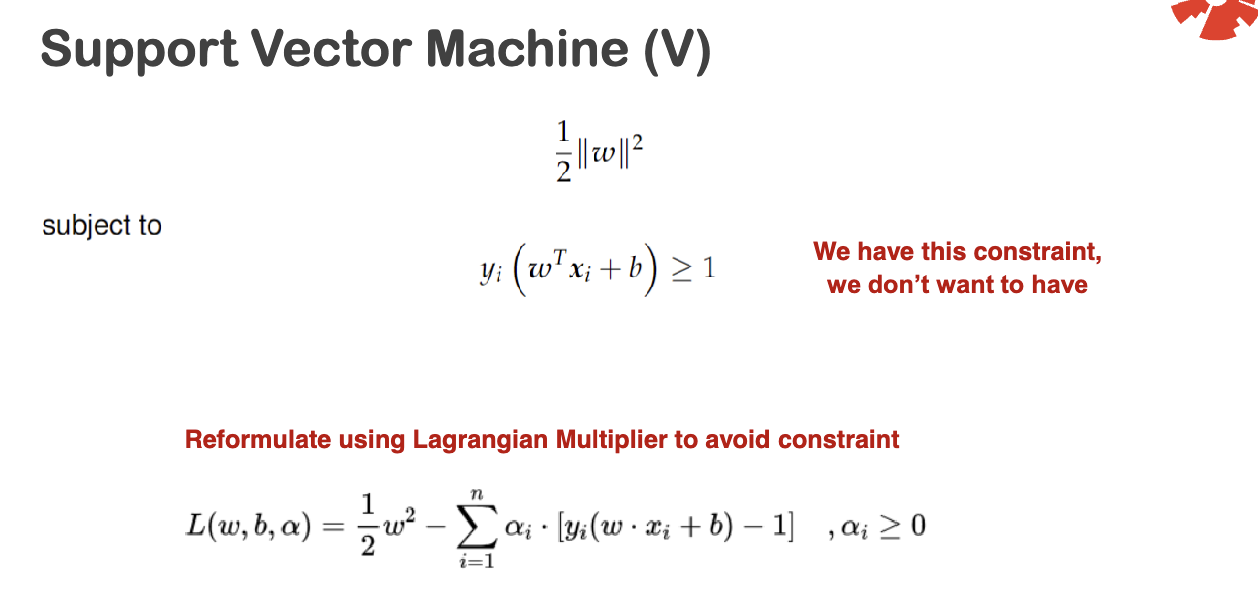 Support Vector Machine (V)
$\frac{1}{2}\|w\|^2$
subject to
$y_i \left( w^T x_i + b \right) \geq 1$
We have this constraint,
we don't want to have
Reformulate using Lagrangian Multiplier to avoid constraint
$L(w, b, \alpha) = \frac{1}{2} w^2 - \sum_{i=1}^{n} \alpha_i \cdot [y_i(w \cdot x_i + b) - 1] \quad , \alpha_i \geq 0$